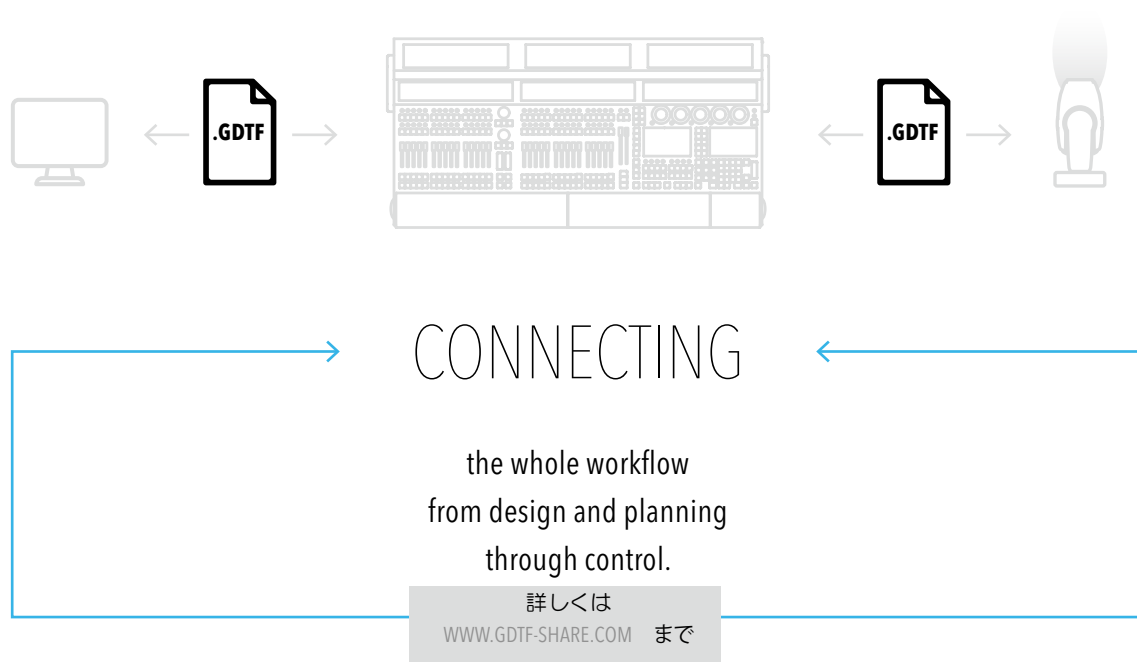 .GDTF
.GDTF
CONNECTING
the whole workflow
from design and planning
through control.
詳しくは
WWW.GDTF-SHARE.COM まで